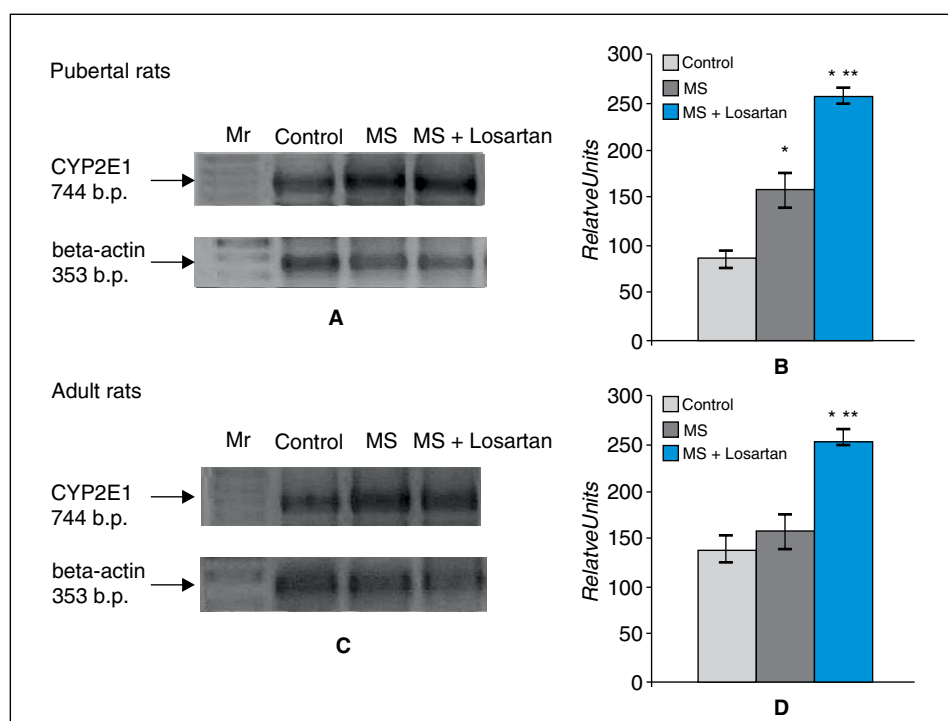 Pubertal rats
Mr Control MS MS + Losartan
CYP2E1
744 b.p.
beta-actin
353 b.p.
A
300
250
200
150
100
50
0
RelatveUnits
Control
MS
MS + Losartan
* **
*
B
Adult rats
Mr Control MS MS + Losartan
CYP2E1
744 b.p.
beta-actin
353 b.p.
C
300
250
200
150
100
50
0
RelatveUnits
Control
MS
MS + Losartan
* **
D